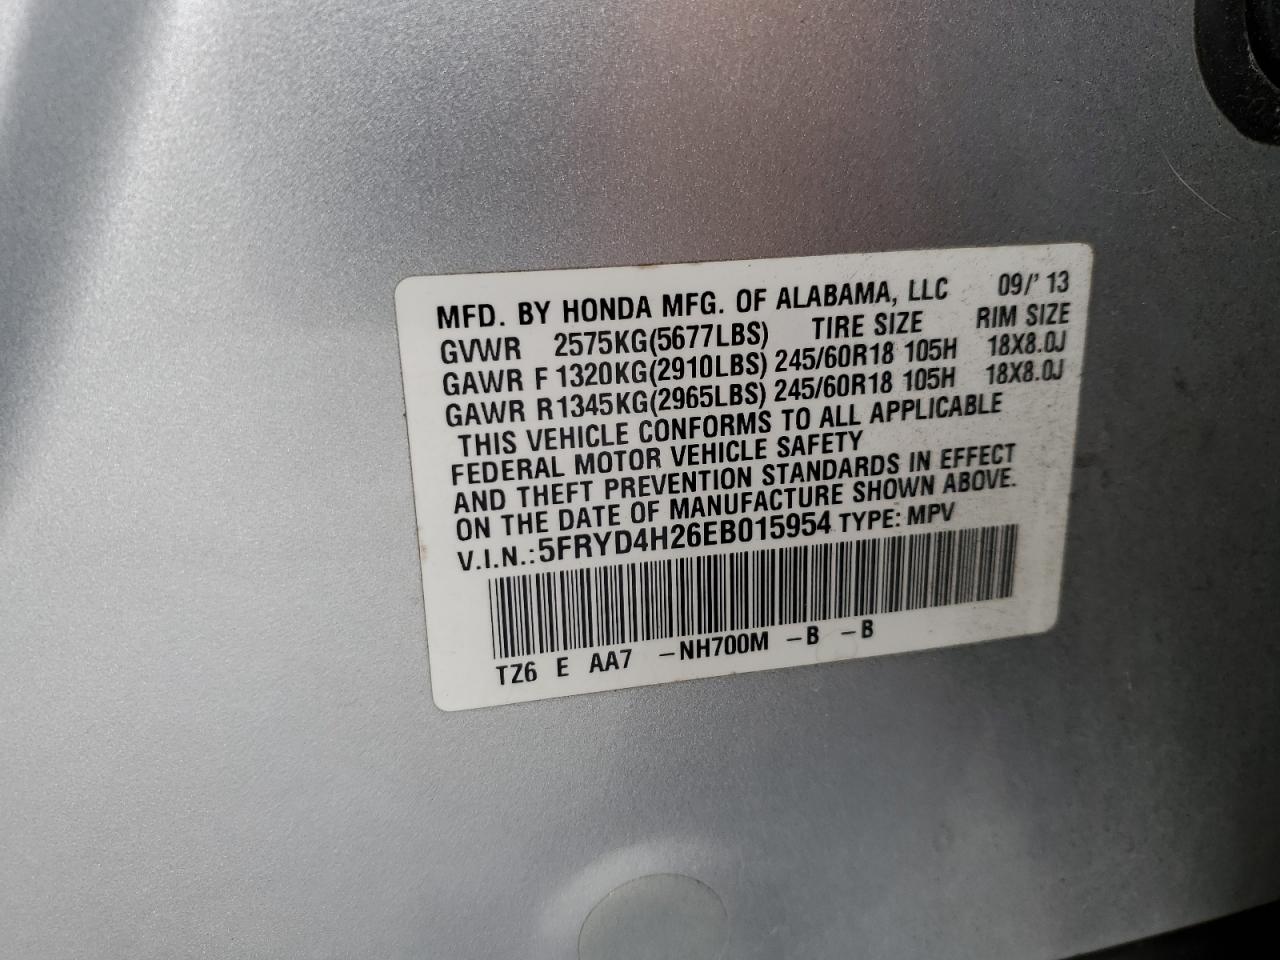 MFD. BY HONDA MFG. OF ALABAMA, LLC 09/' 13
GVWR 2575KG(5677LBS) TIRE SIZE RIM SIZE
GAWR F 1320KG(2910LBS) 245/60R18 105H 18X8.0J
GAWR R1345KG(2965LBS) 245/60R18 105H 18X8.0J
THIS VEHICLE CONFORMS TO ALL APPLICABLE
FEDERAL MOTOR VEHICLE SAFETY
AND THEFT PREVENTION STANDARDS IN EFFECT
ON THE DATE OF MANUFACTURE SHOWN ABOVE.
V.I.N.:5FRYD4H26EB015954 TYPE: MPV
TZ6 E AA7 -NH700M -B -B